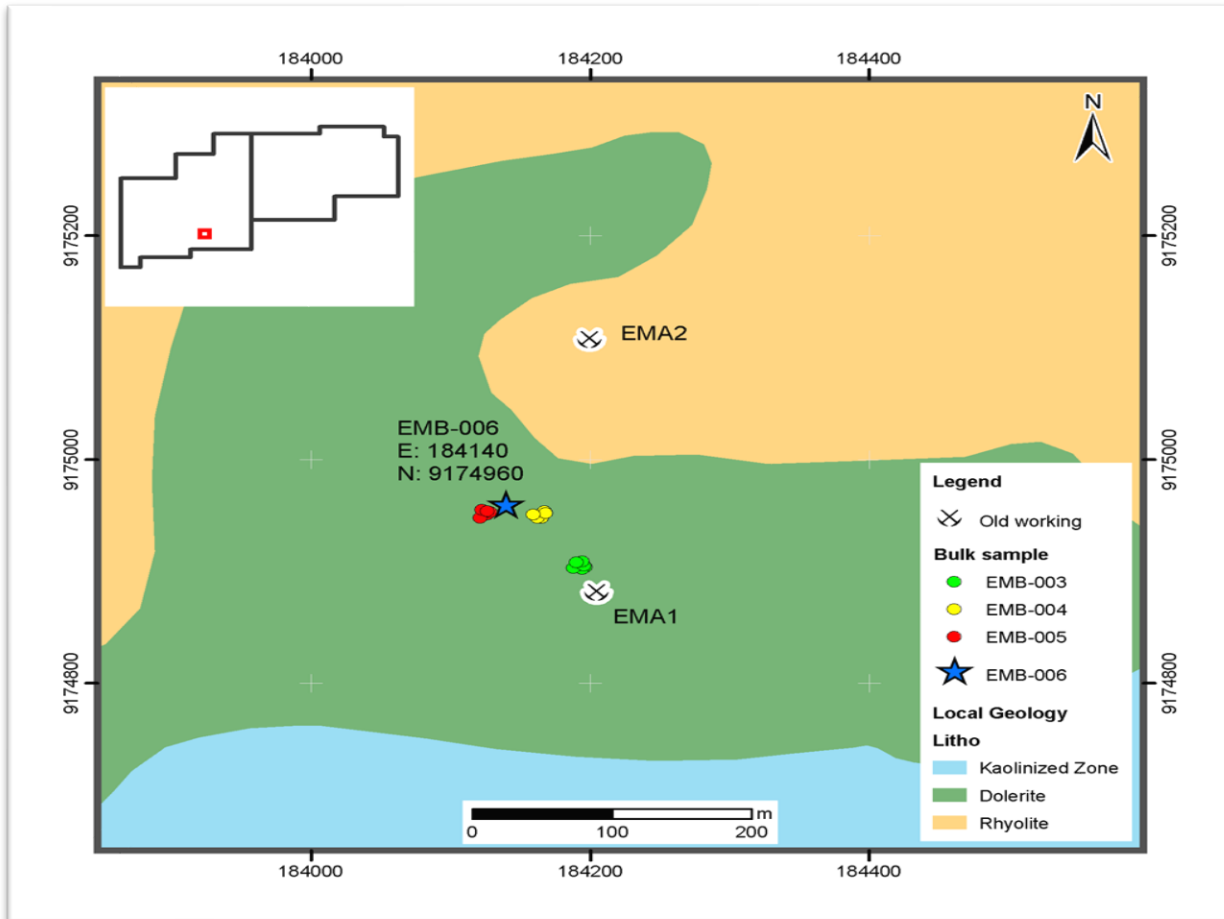 184000
184200
184400
N
9175200
9175200
EMA2
EMB-006
E: 184140
N: 9174960
9175000
9175000
EMA1
9174800
9174800
Legend
Old working
Bulk sample
EMB-003
EMB-004
EMB-005
EMB-006
Local Geology
Litho
Kaolinized Zone
Dolerite
Rhyolite
m
0
100
200
184000
184200
184400